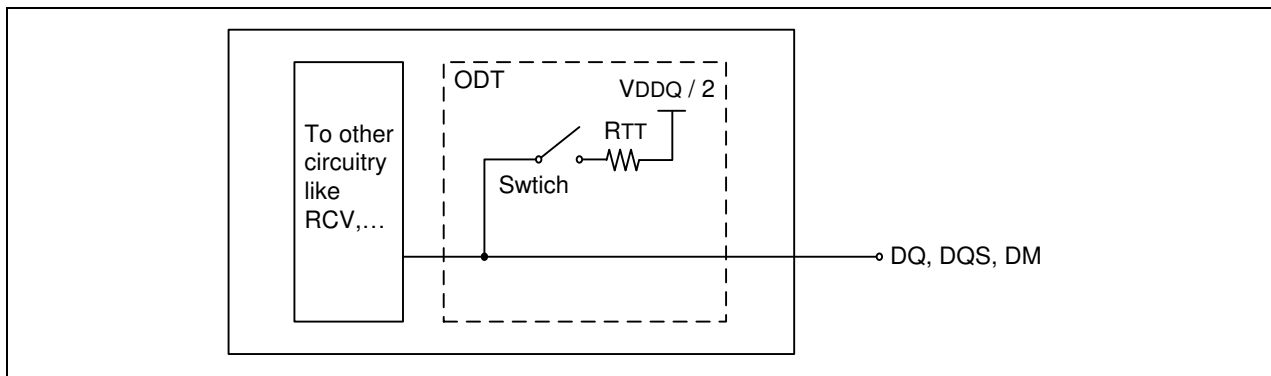 ODT
VDDQ / 2
RTT
Swtich
To other
circuitry
like
RCV,...
DQ, DQS, DM